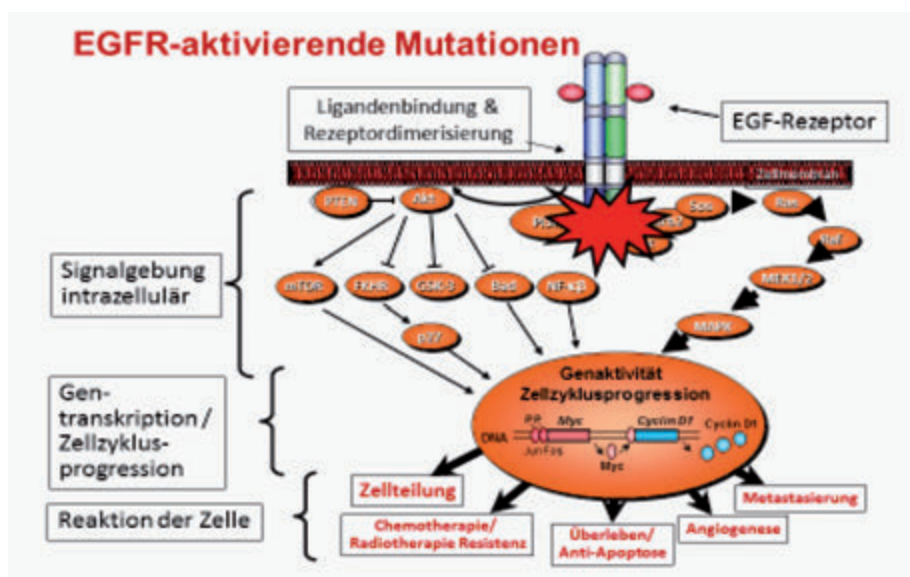 EGFR-aktivierende Mutationen
Ligandenbindung &
Rezeptordimerisierung
EGF-Rezeptor
Zellmembran
PTEN
Akt
Sos
Ras
Raf
MEK1/2
MAPK
Signalgebung
intrazellulär
mTOR
FKHR
GSK3
Bad
NF-κβ
p27
Gen-
transkription /
Zellzyklus-
progression
Genaktivität
Zellzyklusprogression
DNA
Myc
Cyclin D1
Cyclin D1
Jun Fos
Myc
Reaktion der Zelle
Zellteilung
Chemotherapie/
Radiotherapie Resistenz
Überleben/
Anti-Apoptose
Angiogenese
Metastasierung